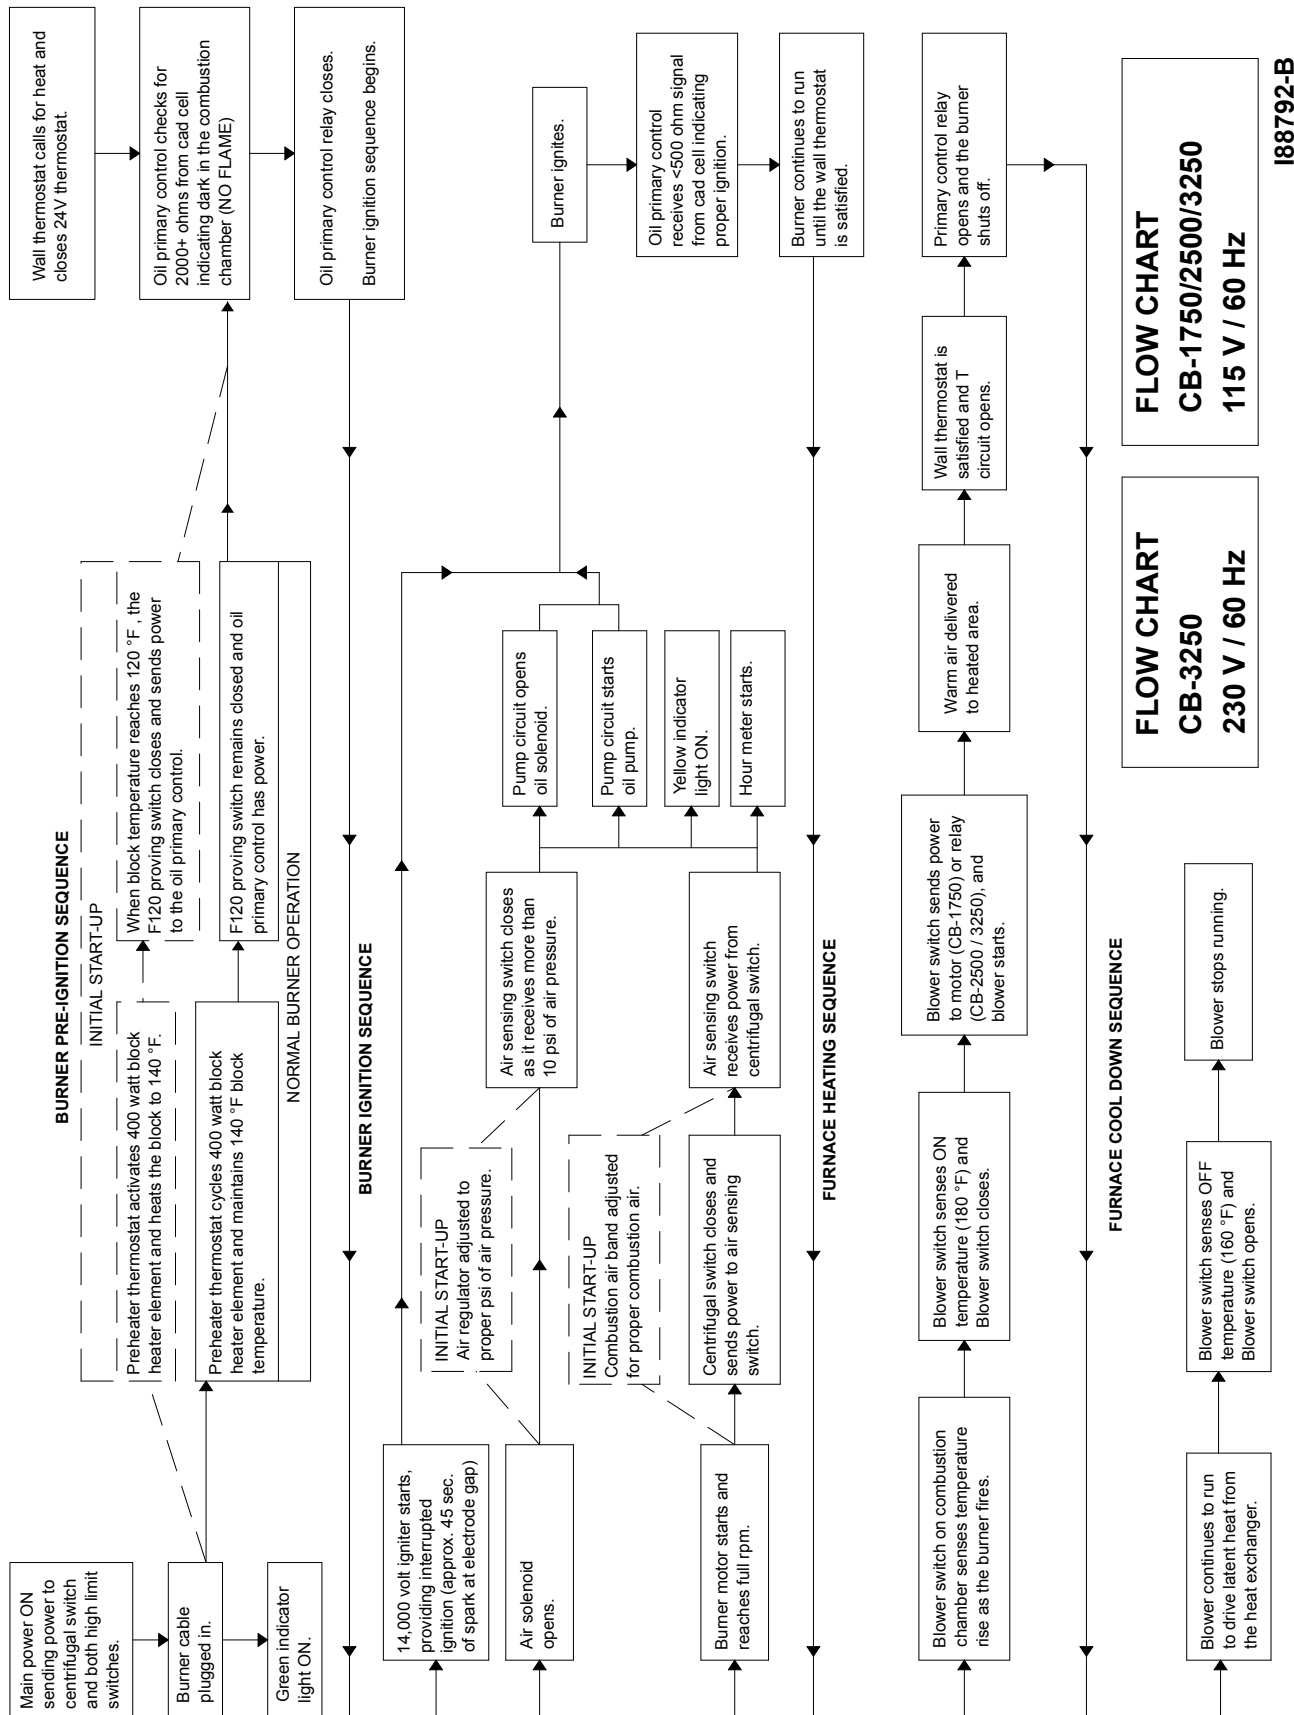 BURNER PRE-IGNITION SEQUENCE
Main power ON
sending power to
centrifugal switch
and both high limit
switches.
Burner cable
plugged in.
Green indicator
light ON.
INITIAL START-UP
Preheater thermostat activates 400 watt block
heater element and heats the block to 140 °F.
When block temperature reaches 120 °F , the
F120 proving switch closes and sends power
to the oil primary control.
Preheater thermostat cycles 400 watt block
heater element and maintains 140 °F block
temperature.
F120 proving switch remains closed and oil
primary control has power.
NORMAL BURNER OPERATION
Wall thermostat calls for heat and
closes 24V thermostat.
Oil primary control checks for
2000+ ohms from cad cell
indicating dark in the combustion
chamber (NO FLAME)
Oil primary control relay closes.
Burner ignition sequence begins.
BURNER IGNITION SEQUENCE
14,000 volt igniter starts,
providing interrupted
ignition (approx. 45 sec.
of spark at electrode gap)
Air solenoid
opens.
INITIAL START-UP
Air regulator adjusted to
proper psi of air pressure.
Air sensing switch closes
as it receives more than
10 psi of air pressure.
Burner motor starts and
reaches full rpm.
INITIAL START-UP
Combustion air band adjusted
for proper combustion air.
Centrifugal switch closes and
sends power to air sensing
switch.
Air sensing switch
receives power from
centrifugal switch.
Pump circuit opens
oil solenoid.
Pump circuit starts
oil pump.
Yellow indicator
light ON.
Hour meter starts.
Burner ignites.
Oil primary control
receives <500 ohm signal
from cad cell indicating
proper ignition.
Burner continues to run
until the wall thermostat
is satisfied.
FURNACE HEATING SEQUENCE
Blower switch on combustion
chamber senses temperature
rise as the burner fires.
Blower switch senses ON
temperature (180 °F) and
Blower switch closes.
Blower switch sends power
to motor (CB-1750) or relay
(CB-2500 / 3250), and
blower starts.
Warm air delivered
to heated area.
Wall thermostat is
satisfied and T
circuit opens.
Primary control relay
opens and the burner
shuts off.
FURNACE COOL DOWN SEQUENCE
Blower continues to run
to drive latent heat from
the heat exchanger.
Blower switch senses OFF
temperature (160 °F) and
Blower switch opens.
Blower stops running.
FLOW CHART
CB-3250
230 V / 60 Hz
FLOW CHART
CB-1750/2500/3250
115 V / 60 Hz
I88792-B